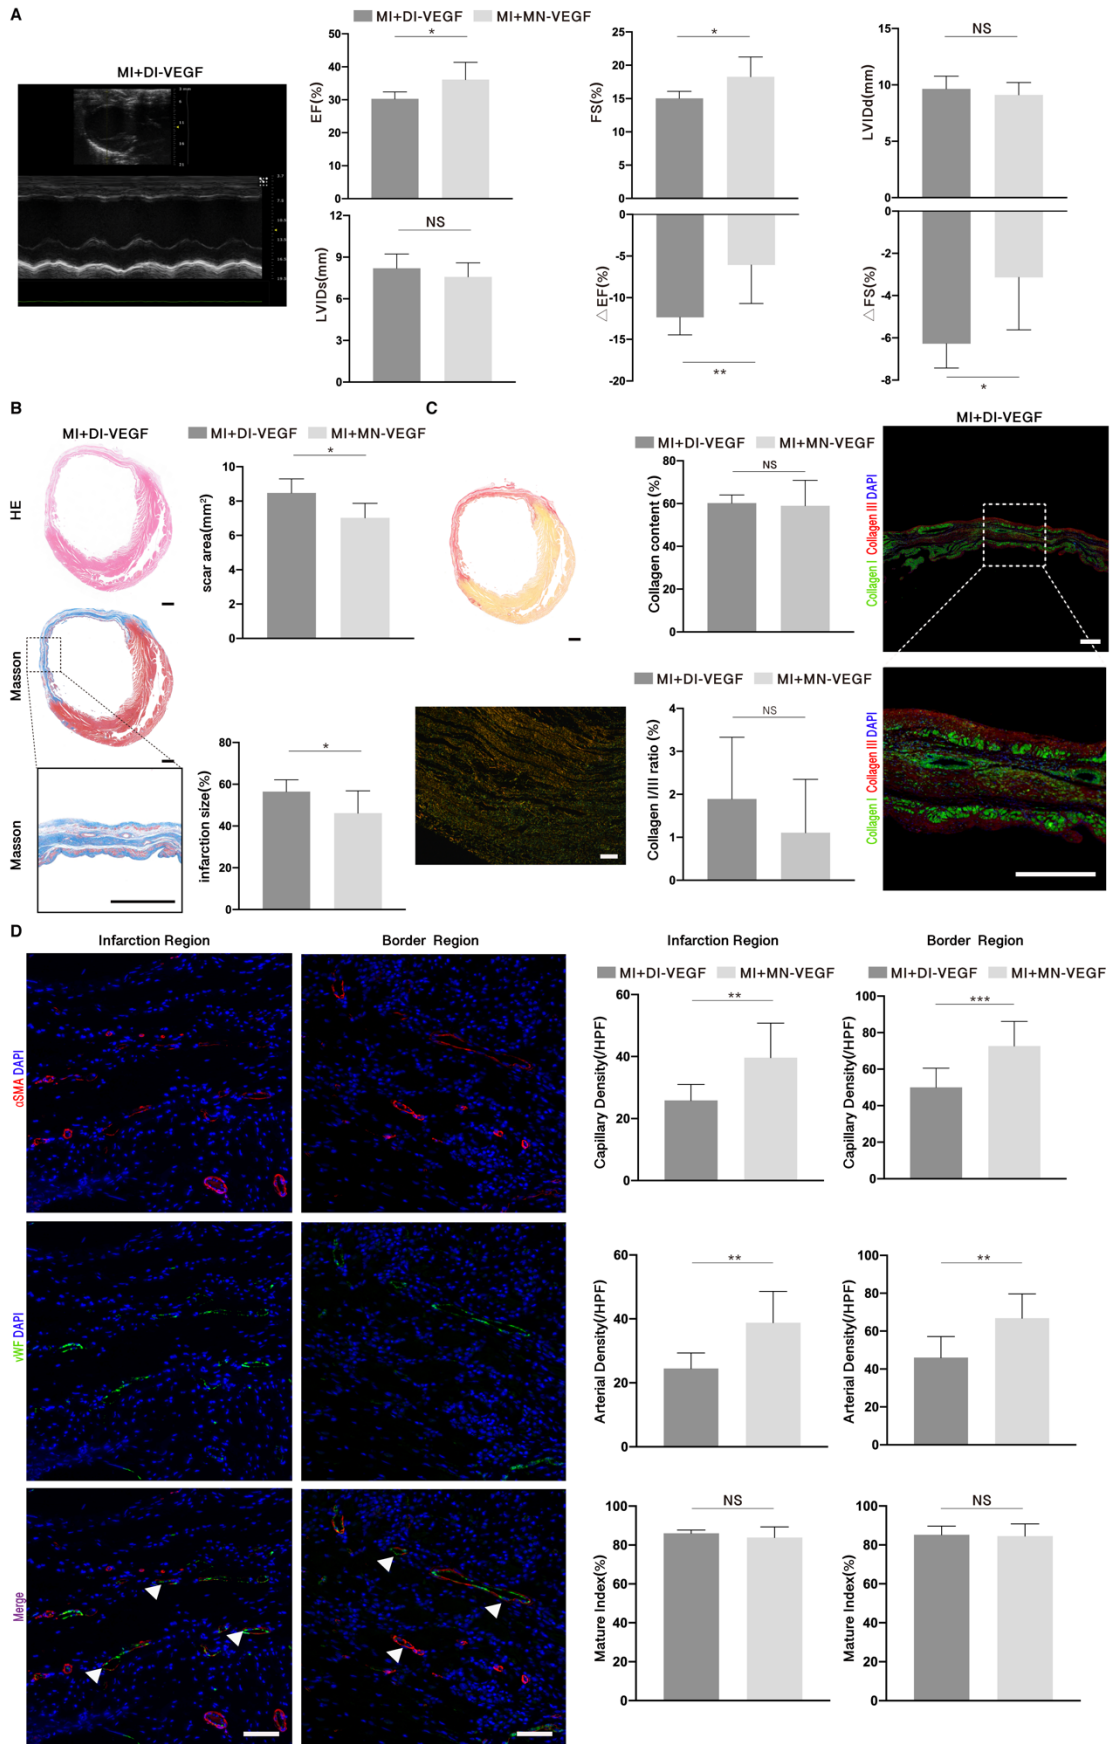 A
MI+DI-VEGF MI+MN-VEGF
MI+DI-VEGF
EF(%)
50
40
30
20
10
0
*
FS(%)
25
20
15
10
5
0
*
LVIDd(mm)
15
10
5
0
NS
LVIDs(mm)
12
9
6
3
0
NS
△EF(%)
0
-5
-10
-15
-20
**
△FS(%)
0
-2
-4
-6
-8
*
B
MI+DI-VEGF
MI+DI-VEGF MI+MN-VEGF
HE
Masson
Masson
scar area(mm²)
10
8
6
4
2
0
*
infarction size(%)
80
60
40
20
0
*
C
MI+DI-VEGF MI+MN-VEGF
Collagen content (%)
80
60
40
20
0
NS
MI+DI-VEGF MI+MN-VEGF
Collagen I/III ratio (%)
4
3
2
1
0
NS
MI+DI-VEGF
Collagen I Collagen III DAPI
Collagen I Collagen III DAPI
D
Infarction Region
Border Region
αSMA DAPI
vWF DAPI
Merge
Infarction Region
Border Region
MI+DI-VEGF MI+MN-VEGF
MI+DI-VEGF MI+MN-VEGF
Capillary Density(/HPF)
60
40
20
0
**
Capillary Density(/HPF)
100
80
60
40
20
0
***
Arterial Density(/HPF)
60
40
20
0
**
Arterial Density(/HPF)
100
80
60
40
20
0
**
Mature Index(%)
100
80
60
40
20
0
NS
Mature Index(%)
100
80
60
40
20
0
NS